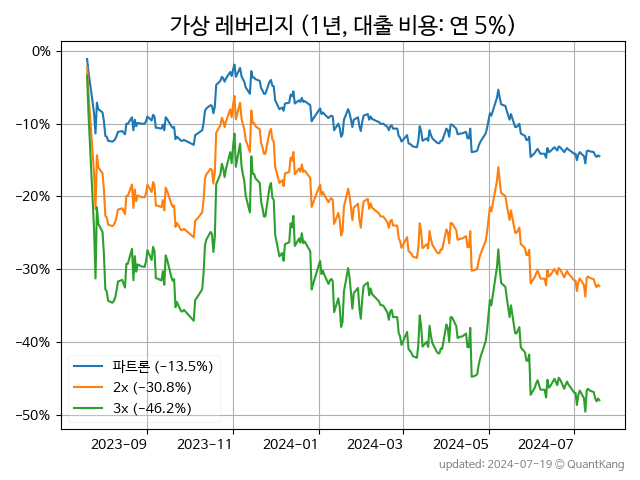 가상 레버리지 (1년, 대출 비용: 연 5%)
0%
−10%
−20%
−30%
−40%
−50%
파트론 (−13.5%)
2x (−30.8%)
3x (−46.2%)
2023-09 2023-11 2024-01 2024-03 2024-05 2024-07
updated: 2024-07-19 © QuantKang